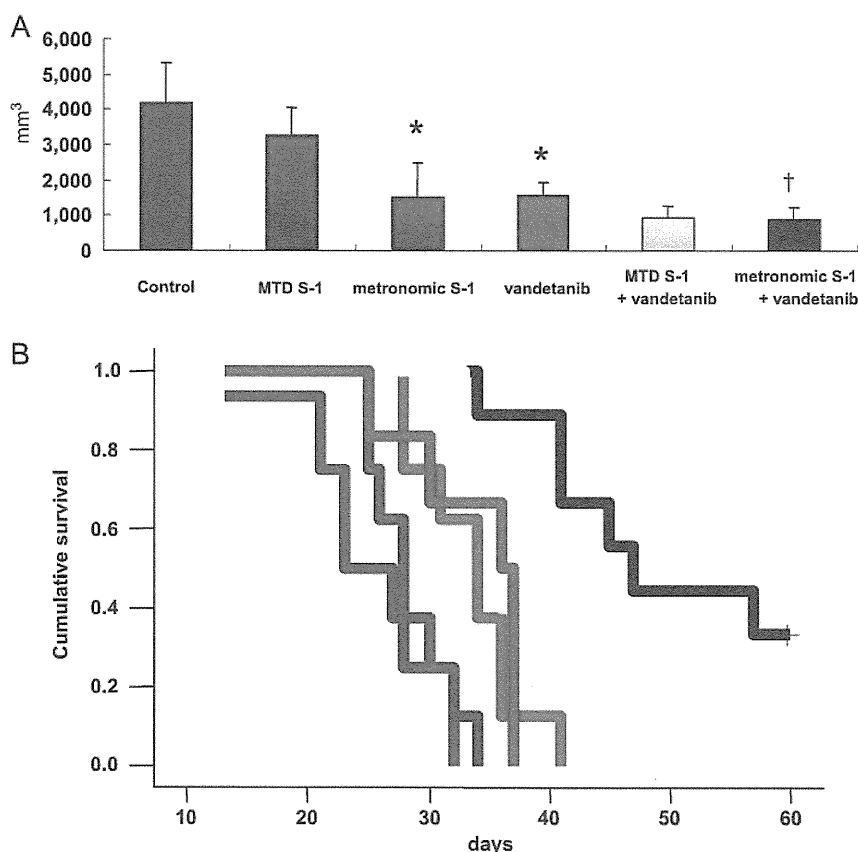 A
6,000
5,000
4,000
3,000
2,000
1,000
0
mm³
*
*
†
Control
MTD S-1
metronomic S-1
vandetanib
MTD S-1
+ vandetanib
metronomic S-1
+ vandetanib
B
1.0
0.8
0.6
0.4
0.2
0.0
Cumulative survival
10 20 30 40 50 60
days